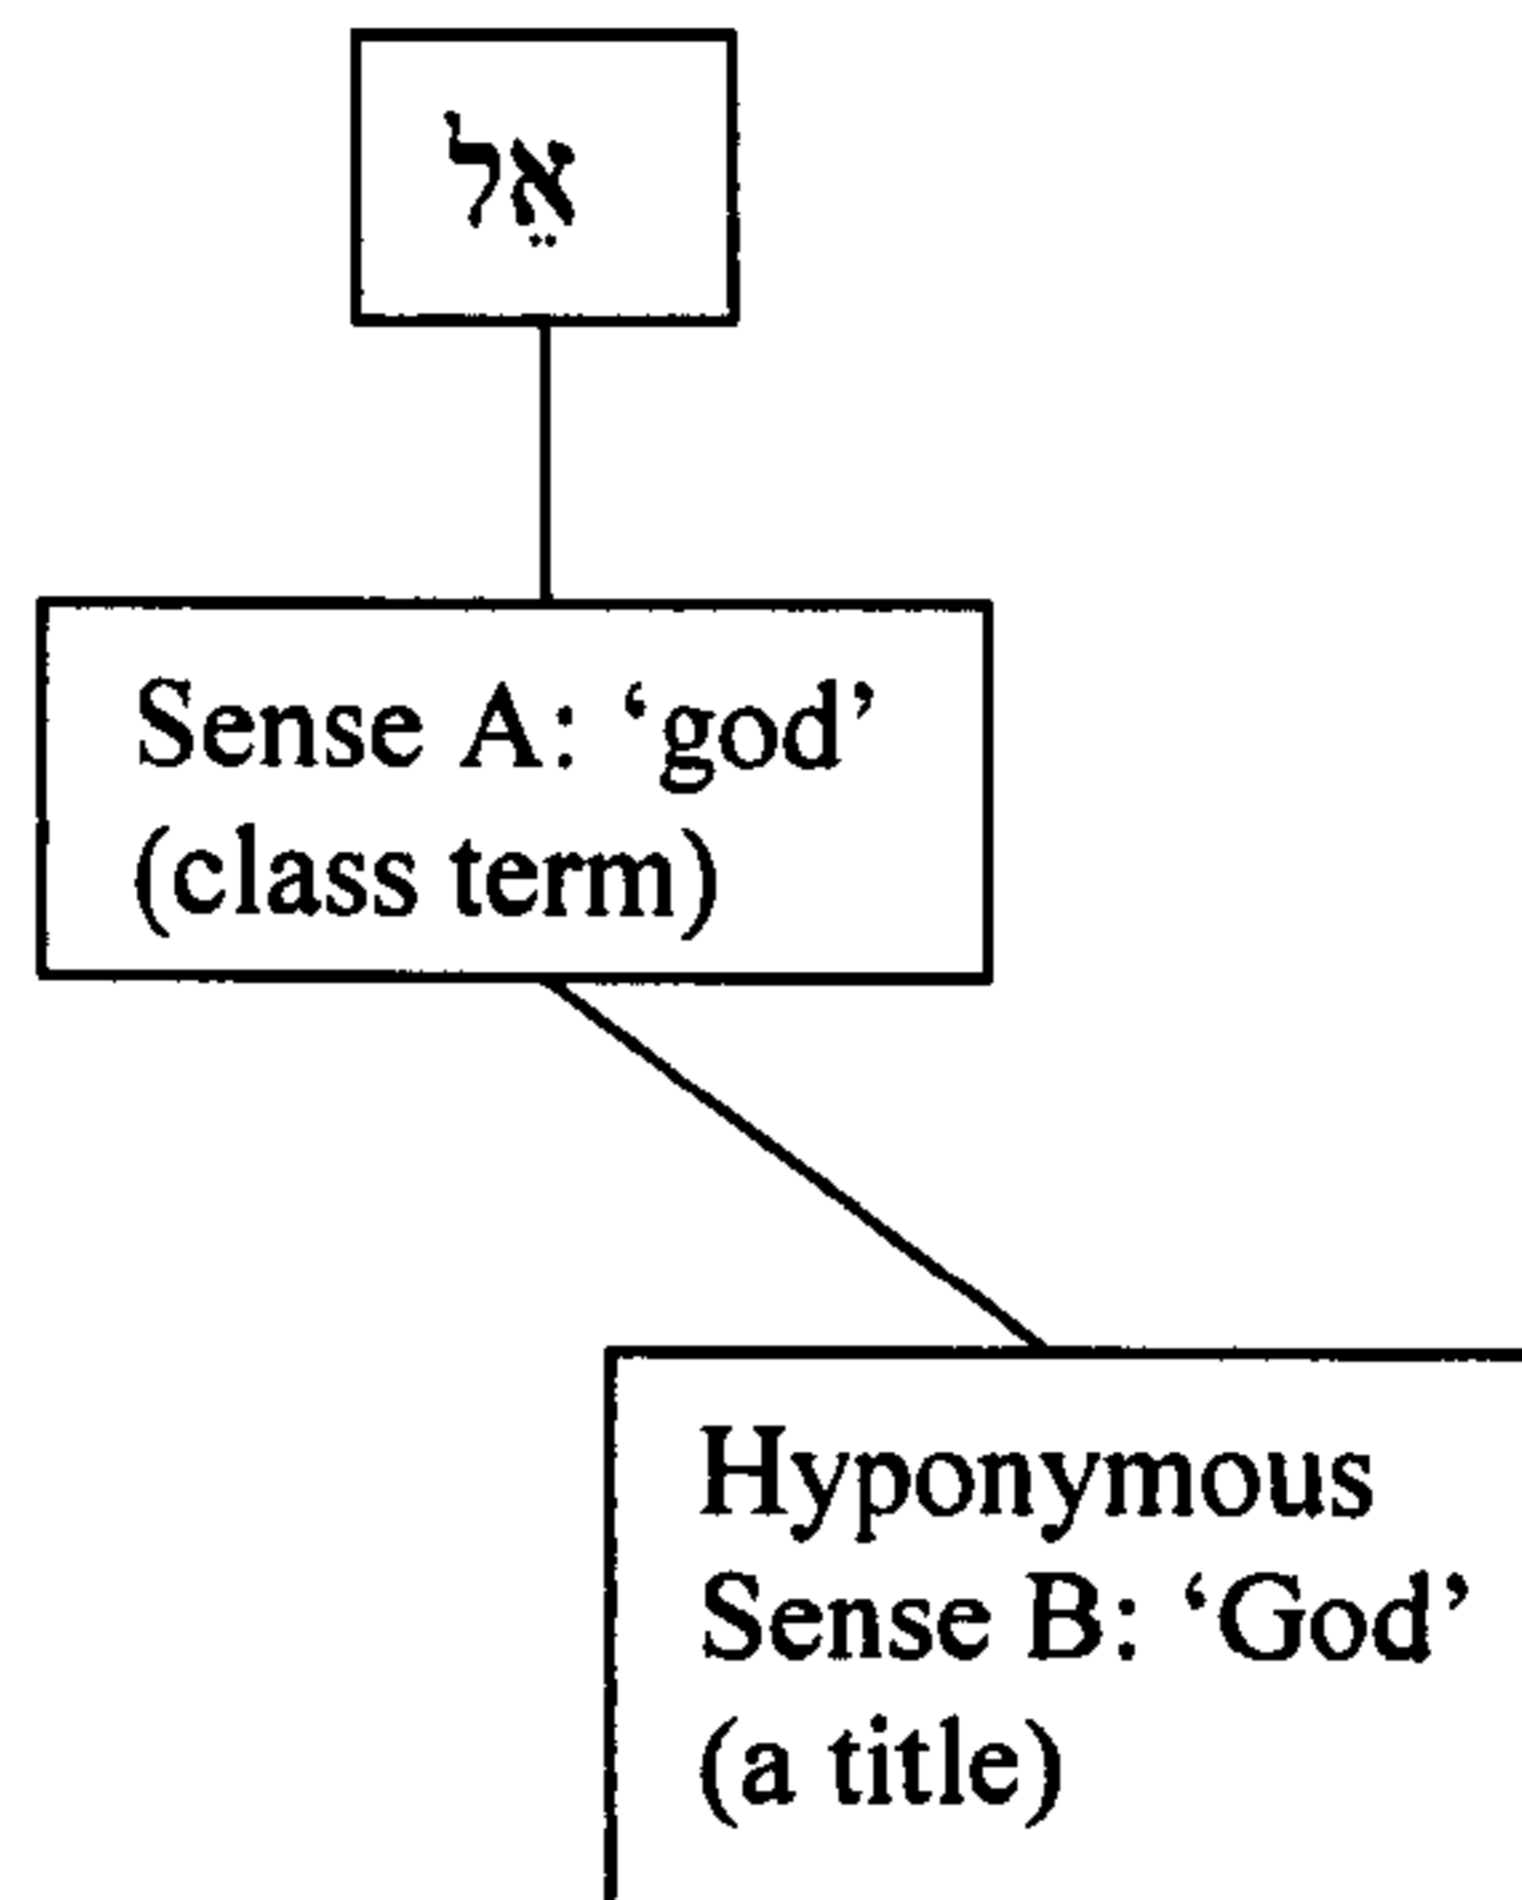 אֵל
Sense A: ‘god’
(class term)
Hyponymous
Sense B: ‘God’
(a title)